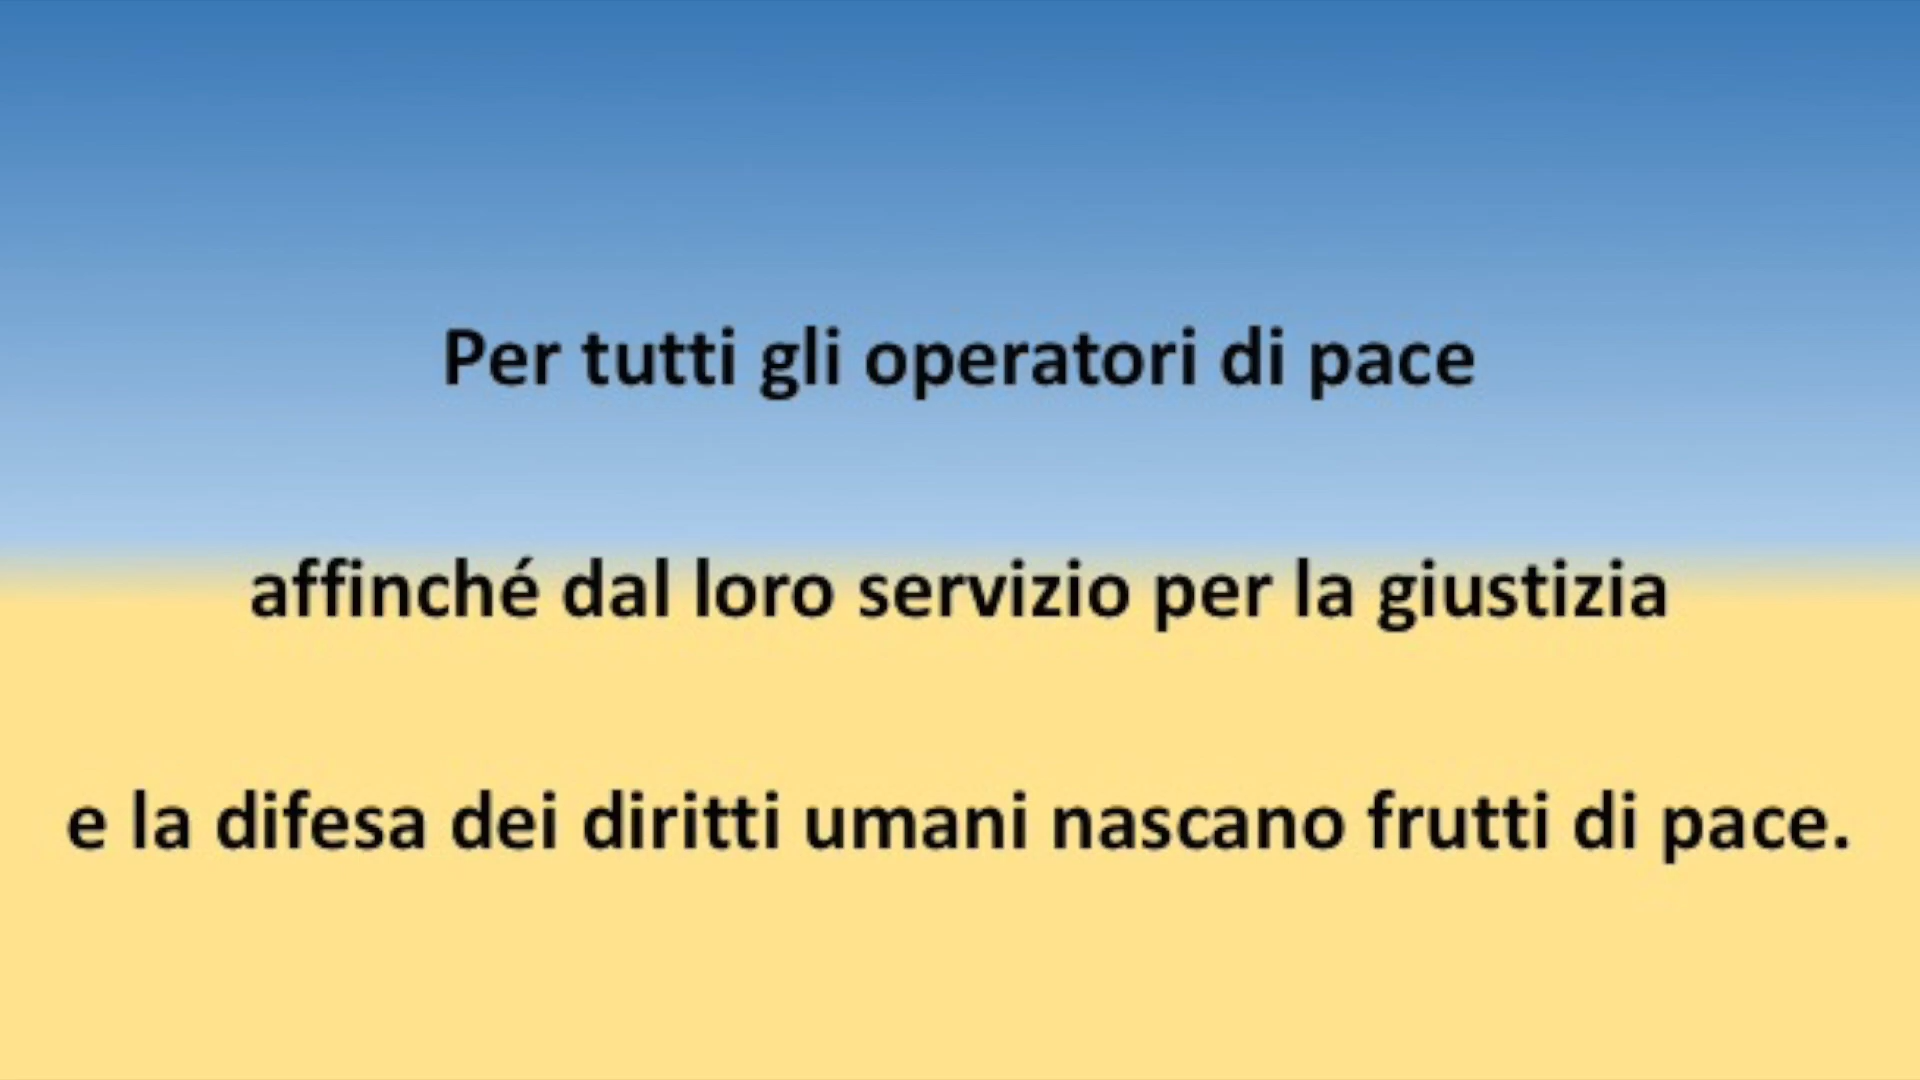 Per tutti gli operatori di pace
affinché dal loro servizio per la giustizia
e la difesa dei diritti umani nascano frutti di pace.